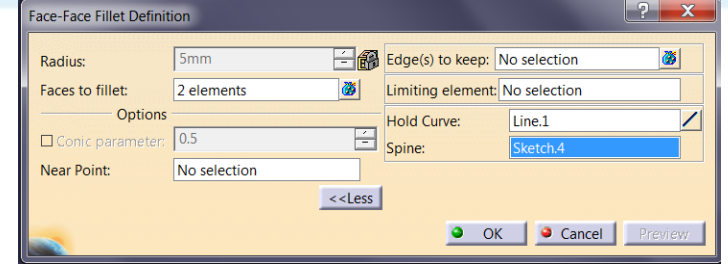 Face-Face Fillet Definition
Radius: 5mm
Faces to fillet: 2 elements
Options
Conic parameter: 0.5
Near Point: No selection
<<Less
Edge(s) to keep: No selection
Limiting element: No selection
Hold Curve: Line.1
Spine: Sketch.4
OK Cancel Preview